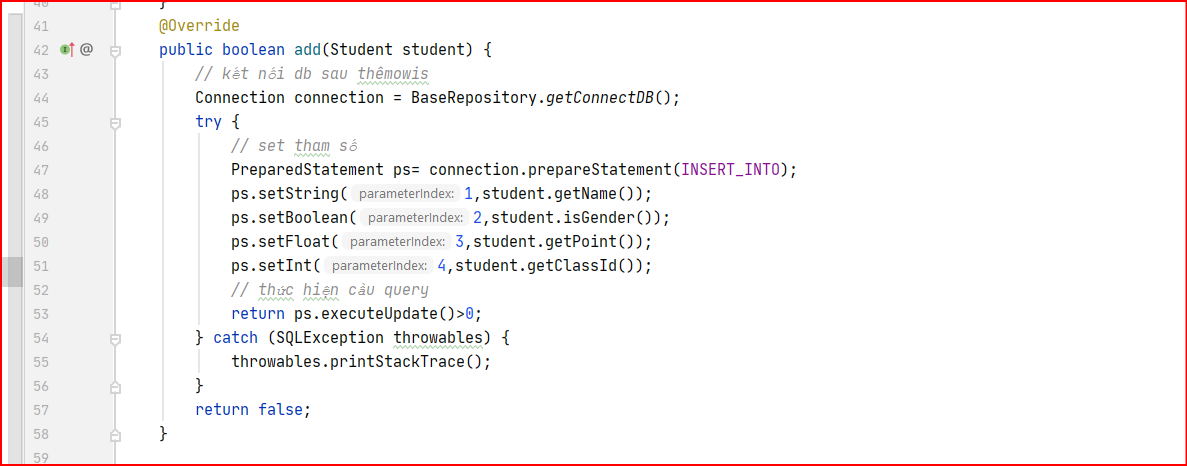 40 }
41 @Override
42 @ public boolean add(Student student) {
43 // kết nối db sau thêmowis
44 Connection connection = BaseRepository.getConnectDB();
45 try {
46 // set tham số
47 PreparedStatement ps= connection.prepareStatement(INSERT_INTO);
48 ps.setString( parameterIndex: 1,student.getName());
49 ps.setBoolean( parameterIndex: 2,student.isGender());
50 ps.setFloat( parameterIndex: 3,student.getPoint());
51 ps.setInt( parameterIndex: 4,student.getClassId());
52 // thức hiện cầu query
53 return ps.executeUpdate()>0;
54 } catch (SQLException throwables) {
55 throwables.printStackTrace();
56 }
57 return false;
58 }
59